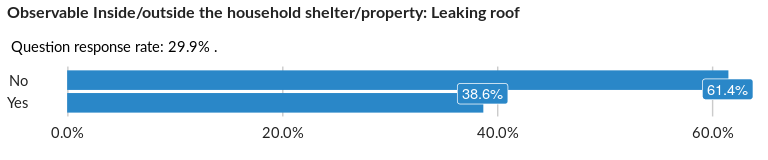 Observable Inside/outside the household shelter/property: Leaking roof
Question response rate: 29.9% .
No
61.4%
Yes
38.6%
0.0% 20.0% 40.0% 60.0%